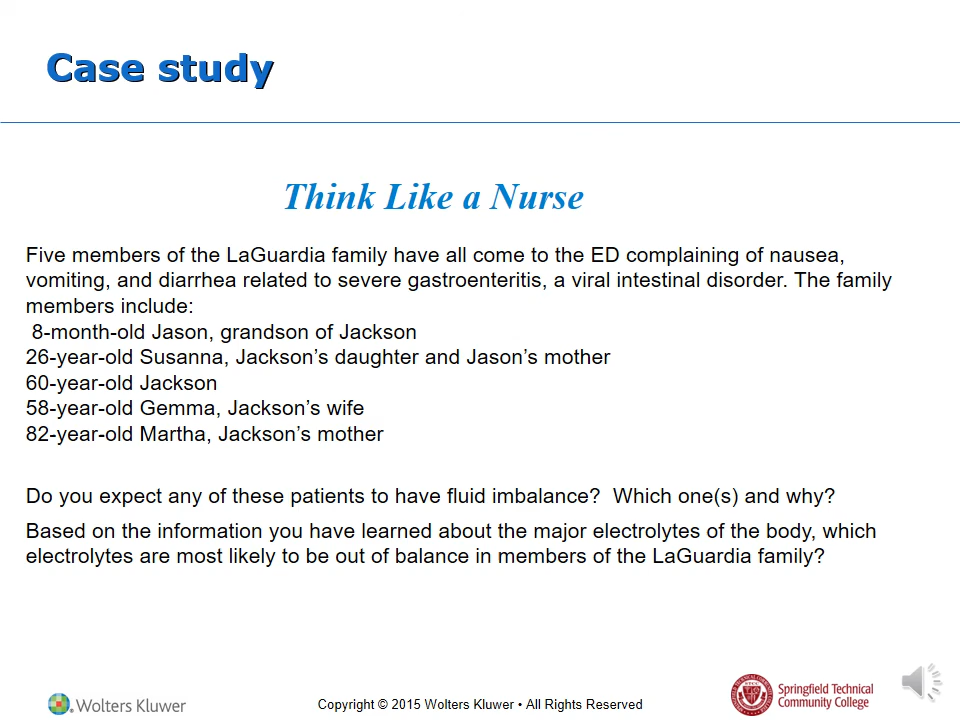 Case study
Think Like a Nurse
Five members of the LaGuardia family have all come to the ED complaining of nausea,
vomiting, and diarrhea related to severe gastroenteritis, a viral intestinal disorder. The family
members include:
8-month-old Jason, grandson of Jackson
26-year-old Susanna, Jackson’s daughter and Jason’s mother
60-year-old Jackson
58-year-old Gemma, Jackson’s wife
82-year-old Martha, Jackson’s mother
Do you expect any of these patients to have fluid imbalance?  Which one(s) and why?
Based on the information you have learned about the major electrolytes of the body, which
electrolytes are most likely to be out of balance in members of the LaGuardia family?
Wolters Kluwer
Copyright © 2015 Wolters Kluwer • All Rights Reserved
Springfield Technical
Community College